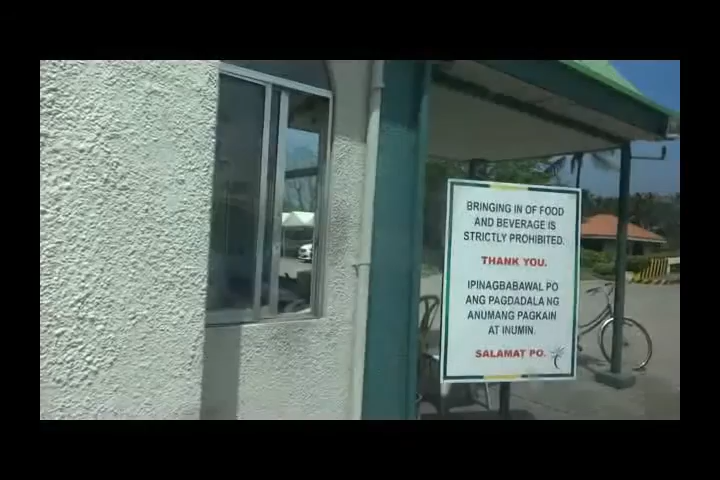 BRINGING IN OF FOOD
AND BEVERAGE IS
STRICTLY PROHIBITED.
THANK YOU.
IPINAGBABAWAL PO
ANG PAGDADALA NG
ANUMANG PAGKAIN
AT INUMIN.
SALAMAT PO.